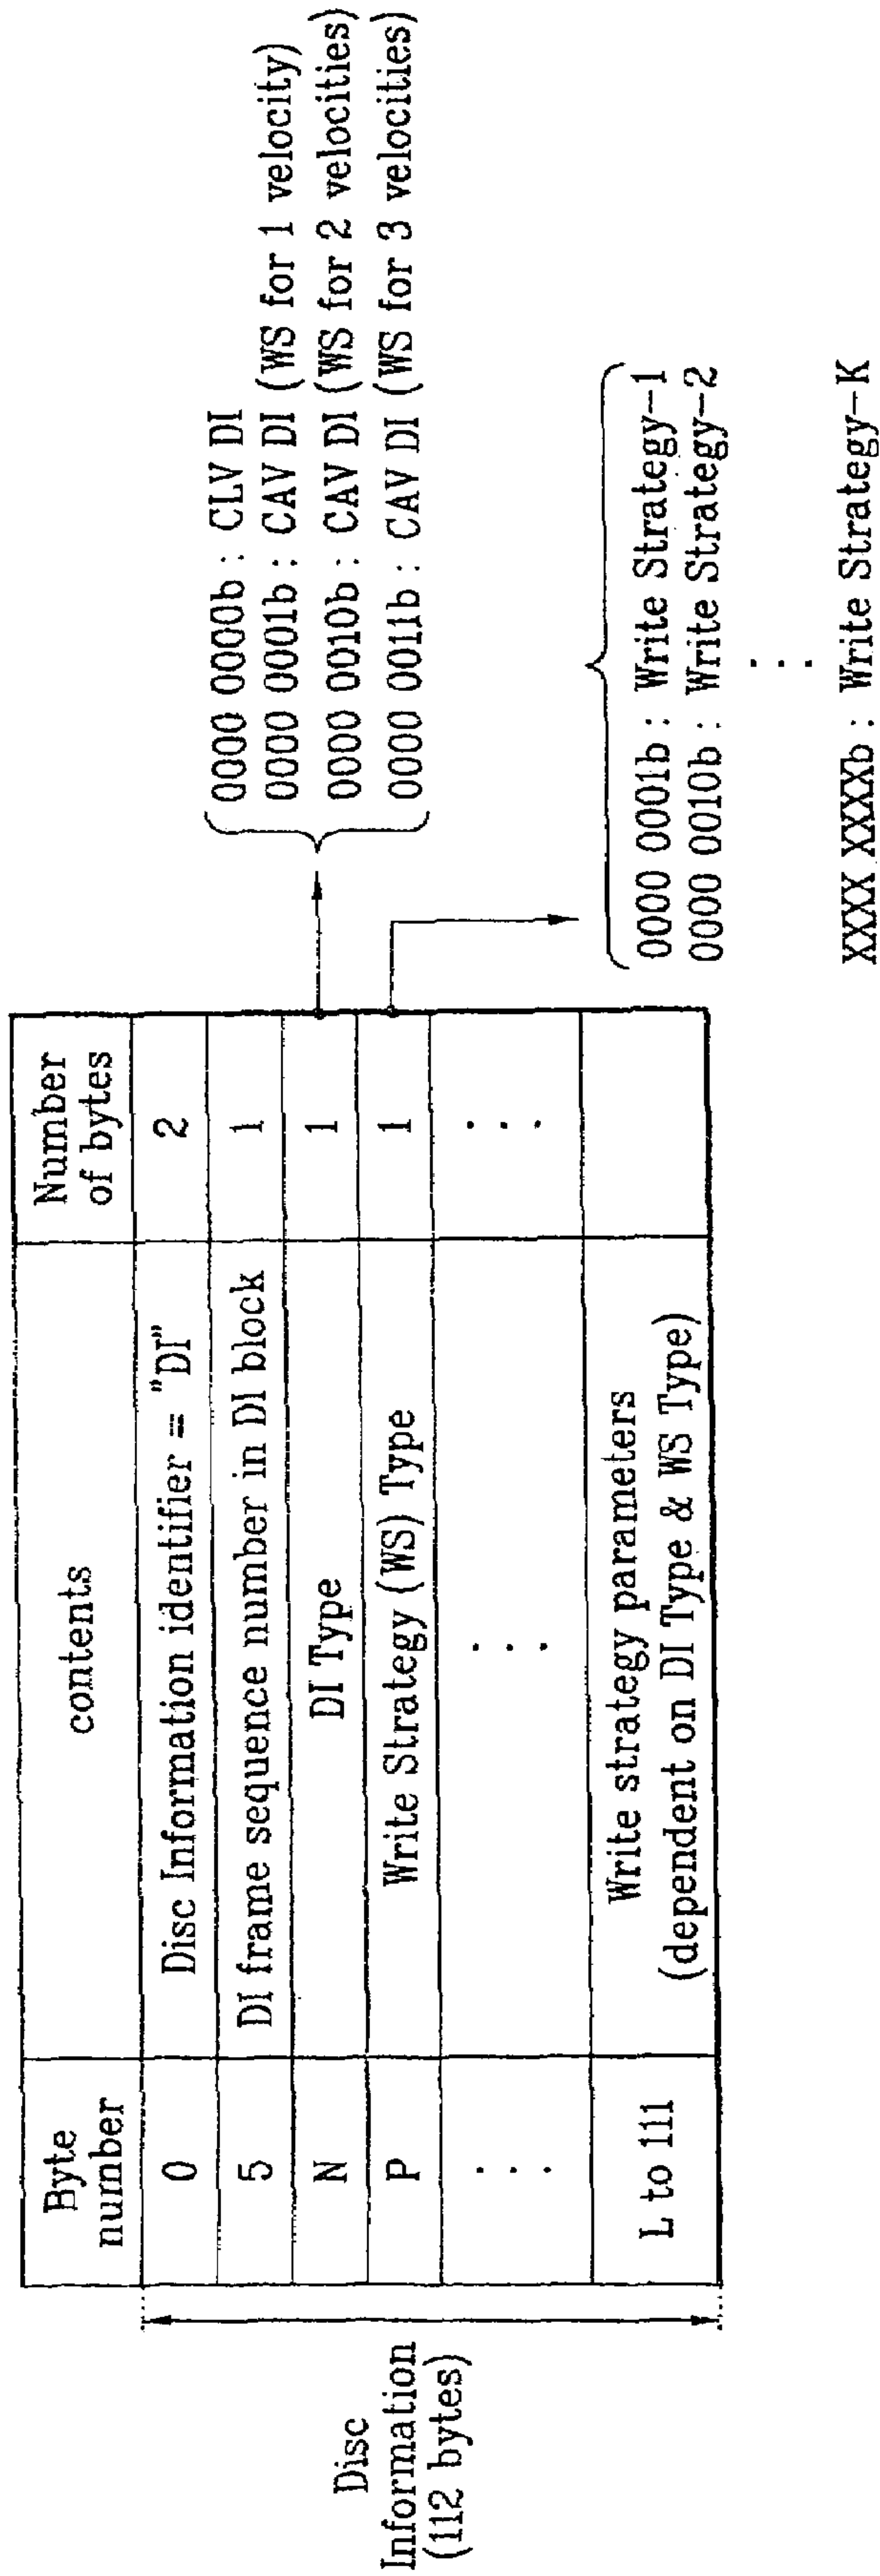 Byte
number
contents
Number
of bytes
0
Disc Information identifier = "DI"
2
5
DI frame sequence number in DI block
1
N
DI Type
1
P
Write Strategy (WS) Type
1
. . .
. . .
. . .
L to 111
Write strategy parameters
(dependent on DI Type & WS Type)
Disc
Information
(112 bytes)
0000 0000b : CLV DI
0000 0001b : CAV DI (WS for 1 velocity)
0000 0010b : CAV DI (WS for 2 velocities)
0000 0011b : CAV DI (WS for 3 velocities)
0000 0001b : Write Strategy-1
0000 0010b : Write Strategy-2
. . .
XXXX XXXXb : Write Strategy-K